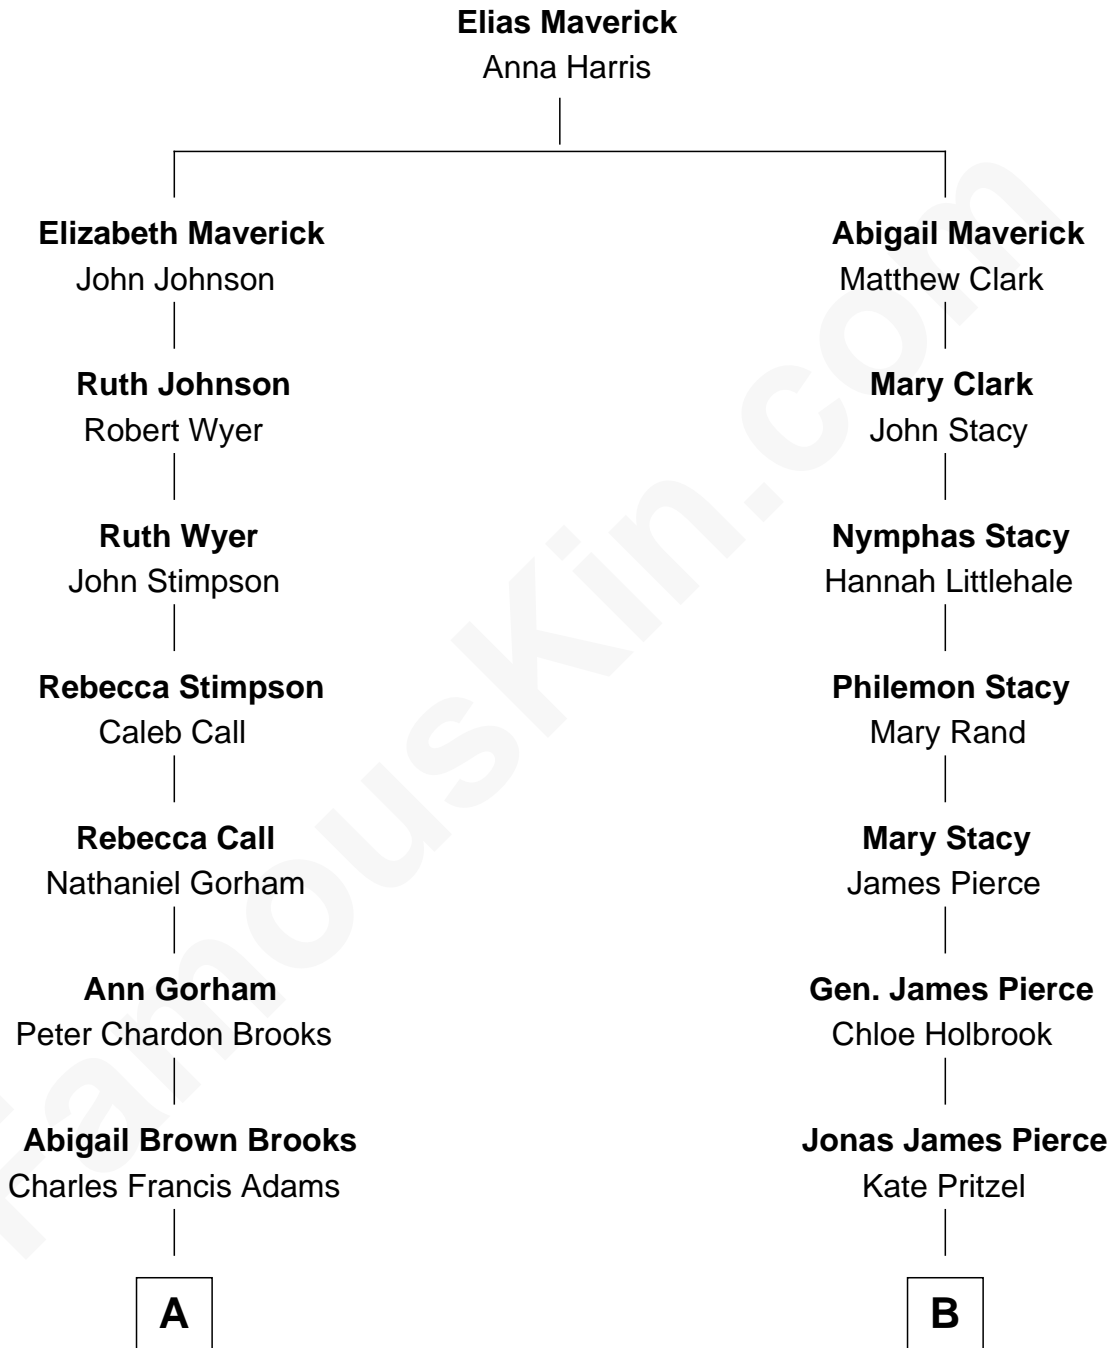 Elias Maverick
Anna Harris
Elizabeth Maverick
John Johnson
Abigail Maverick
Matthew Clark
Ruth Johnson
Robert Wyer
Mary Clark
John Stacy
Ruth Wyer
John Stimpson
Nymphas Stacy
Hannah Littlehale
Rebecca Stimpson
Caleb Call
Philemon Stacy
Mary Rand
Rebecca Call
Nathaniel Gorham
Mary Stacy
James Pierce
Ann Gorham
Peter Chardon Brooks
Gen. James Pierce
Chloe Holbrook
Abigail Brown Brooks
Charles Francis Adams
Jonas James Pierce
Kate Pritzel
A
B
FamousKin.com